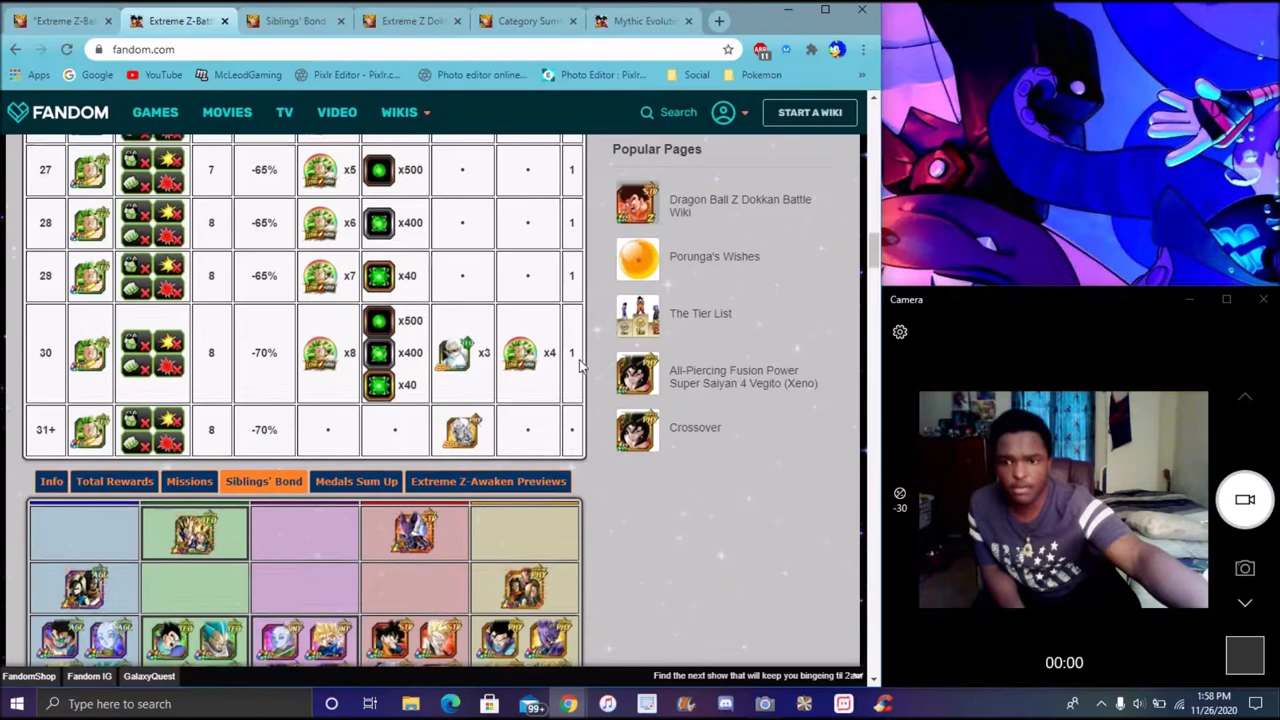 "Extreme Z-Ba
Extreme Z-Bat
Siblings' Bond
Extreme Z Dok
Category Sum
Mythic Evoluti
fandom.com
11
Apps
Google
YouTube
McLeodGaming
Pixlr Editor - Pixlr.c...
Photo editor online...
Photo Editor : Pixlr...
Social
Pokemon
»
FANDOM
GAMES
MOVIES
TV
VIDEO
WIKIS
Search
START A WIKI
27 7 -65% x5 x500 • • 1
28 8 -65% x6 x400 • • 1
28 8 -65% x7 x40 • • 1
30 8 -70% x8 x500 x400 x40 x3 x4 1
31+ 8 -70% • • • •
Info
Total Rewards
Missions
Siblings' Bond
Medals Sum Up
Extreme Z-Awaken Previews
Popular Pages
Dragon Ball Z Dokkan Battle
Wiki
Porunga's Wishes
The Tier List
All-Piercing Fusion Power
Super Saiyan 4 Vegito (Xeno)
Crossover
FandomShop
Fandom IG
GalaxyQuest
Find the next show that will keep you bingeing til 2am
Camera
-30
00:00
Type here to search
99+
1:58 PM
11/26/2020